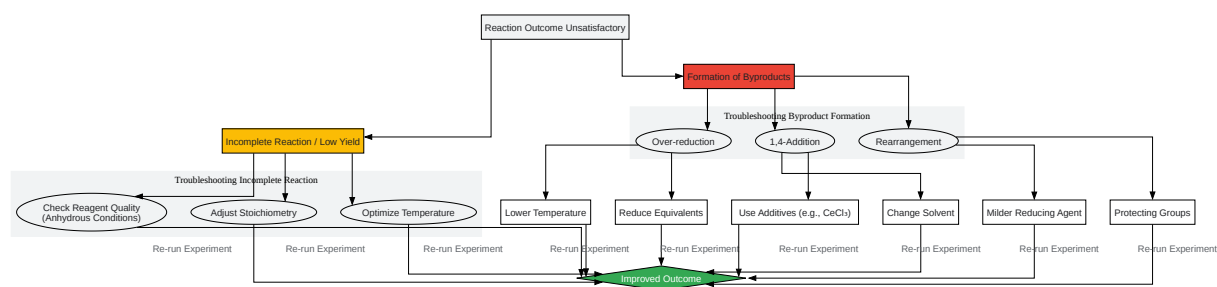 Reaction Outcome Unsatisfactory
Formation of Byproducts
Troubleshooting Byproduct Formation
Incomplete Reaction / Low Yield
Over-reduction
1,4-Addition
Rearrangement
Troubleshooting Incomplete Reaction
Check Reagent Quality
(Anhydrous Conditions)
Adjust Stoichiometry
Optimize Temperature
Lower Temperature
Reduce Equivalents
Use Additives (e.g., CeCl₃)
Change Solvent
Milder Reducing Agent
Protecting Groups
Re-run Experiment
Re-run Experiment
Re-run Experiment
Re-run Experiment
Re-run Experiment
Re-run Experiment
Re-run Experiment
Re-run Experiment
Re-run Experiment
Improved Outcome